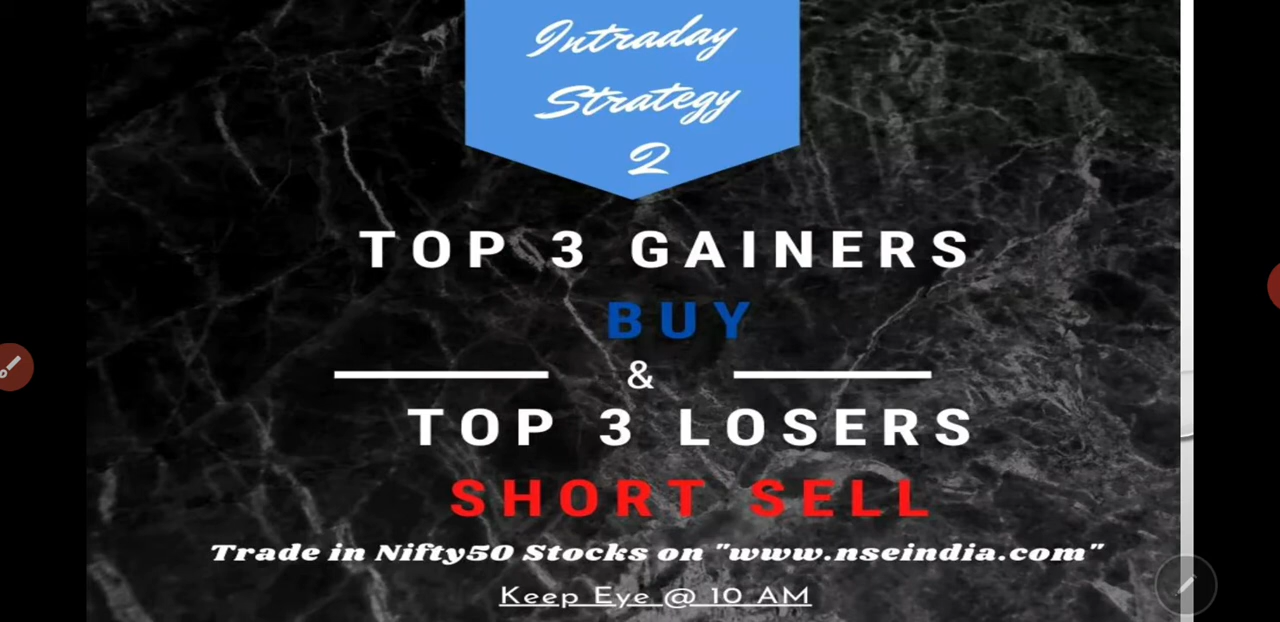 Intraday
Strategy
2
TOP 3 GAINERS
BUY
&
TOP 3 LOSERS
SHORT SELL
Trade in Nifty50 Stocks on "www.nseindia.com"
Keep Eye @ 10 AM